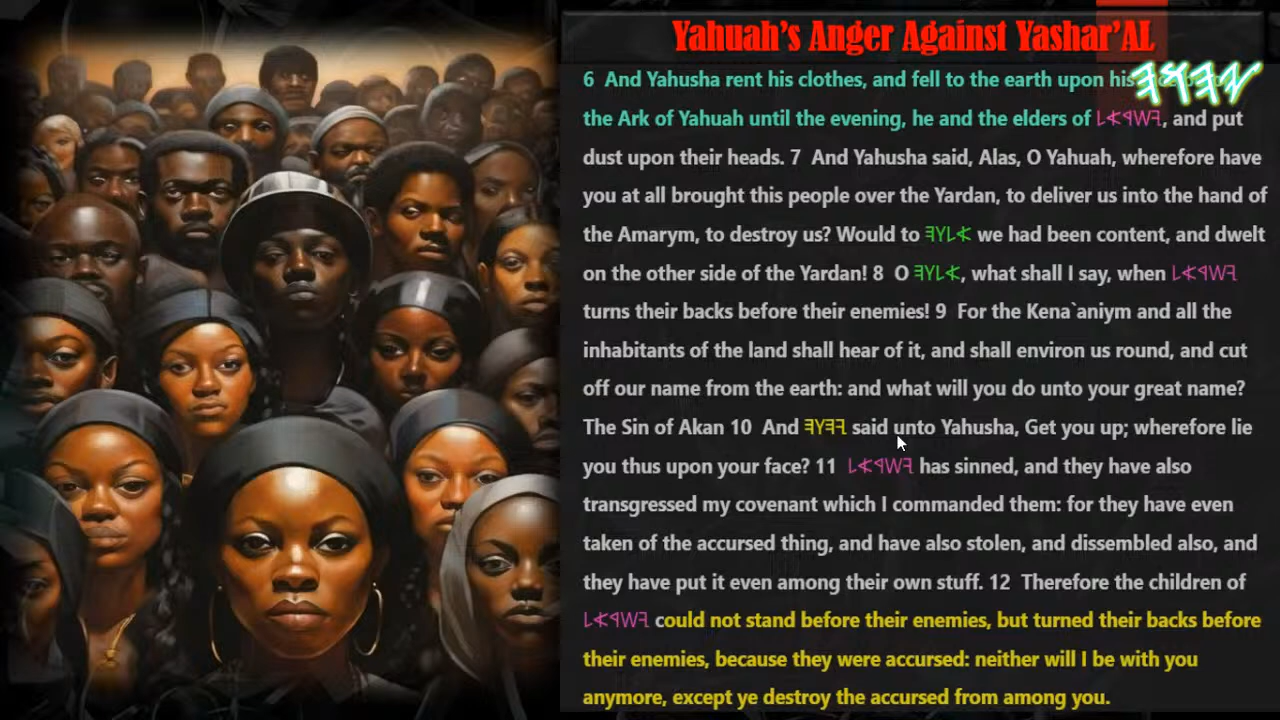 Yahuah's Anger Against Yashar'AL
𐤉𐤄𐤅𐤄
6 And Yahusha rent his clothes, and fell to the earth upon his
the Ark of Yahuah until the evening, he and the elders of 𐤉𐤔𐤓𐤀𐤋, and put
dust upon their heads. 7 And Yahusha said, Alas, O Yahuah, wherefore have
you at all brought this people over the Yardan, to deliver us into the hand of
the Amarym, to destroy us? Would to 𐤀𐤋𐤅𐤄 we had been content, and dwelt
on the other side of the Yardan! 8 O 𐤀𐤋𐤅𐤄, what shall I say, when 𐤉𐤔𐤓𐤀𐤋
turns their backs before their enemies! 9 For the Kena`aniym and all the
inhabitants of the land shall hear of it, and shall environ us round, and cut
off our name from the earth: and what will you do unto your great name?
The Sin of Akan 10 And 𐤉𐤄𐤅𐤄 said unto Yahusha, Get you up; wherefore lie
you thus upon your face? 11 𐤉𐤔𐤓𐤀𐤋 has sinned, and they have also
transgressed my covenant which I commanded them: for they have even
taken of the accursed thing, and have also stolen, and dissembled also, and
they have put it even among their own stuff. 12 Therefore the children of
𐤉𐤔𐤓𐤀𐤋 could not stand before their enemies, but turned their backs before
their enemies, because they were accursed: neither will I be with you
anymore, except ye destroy the accursed from among you.